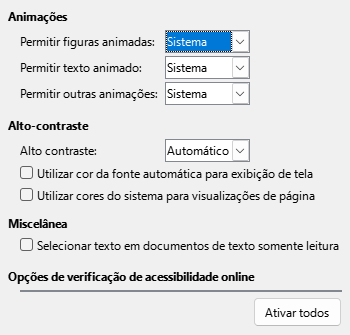 Animações
Permitir figuras animadas: Sistema
Permitir texto animado: Sistema
Permitir outras animações: Sistema
Alto-contraste
Alto contraste: Automático
Utilizar cor da fonte automática para exibição de tela
Utilizar cores do sistema para visualizações de página
Miscelânea
Selecionar texto em documentos de texto somente leitura
Opções de verificação de acessibilidade online
Ativar todos